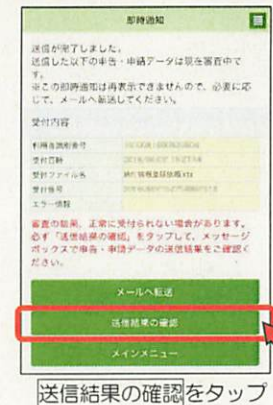 即時通知
送信が完了しました。
送信した以下の申告・申請データは現在審査中で
す。
※この即時通知は再表示できませんので、必要に応
じて、メールへ転送してください。
受付内容
利用者識別番号
受付日時
受付ファイル名
受付番号
エラー情報
審査の結果、正常に受付られない場合があります。
必ず「送信結果の確認」をタップして、メッセージ
ボックスで申告・申請データの送信結果をご確認く
ださい。
メールへ転送
送信結果の確認
メインメニュー
送信結果の確認をタップ